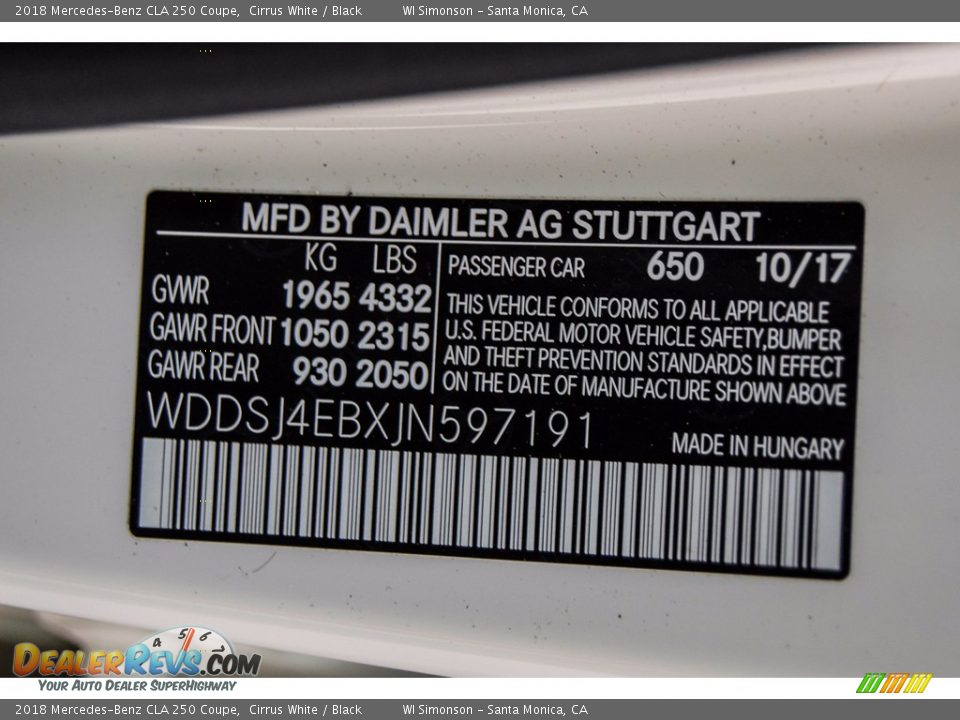 2018 Mercedes-Benz CLA 250 Coupe, Cirrus White / Black WI Simonson - Santa Monica, CA
MFD BY DAIMLER AG STUTTGART
KG LBS
GVWR 1965 4332
GAWR FRONT 1050 2315
GAWR REAR 930 2050
PASSENGER CAR 650 10/17
THIS VEHICLE CONFORMS TO ALL APPLICABLE
U.S. FEDERAL MOTOR VEHICLE SAFETY,BUMPER
AND THEFT PREVENTION STANDARDS IN EFFECT
ON THE DATE OF MANUFACTURE SHOWN ABOVE
WDDSJ4EBXJN597191
MADE IN HUNGARY
4 5 6
DEALERREVS.COM
YOUR AUTO DEALER SUPERHIGHWAY
2018 Mercedes-Benz CLA 250 Coupe, Cirrus White / Black WI Simonson - Santa Monica, CA